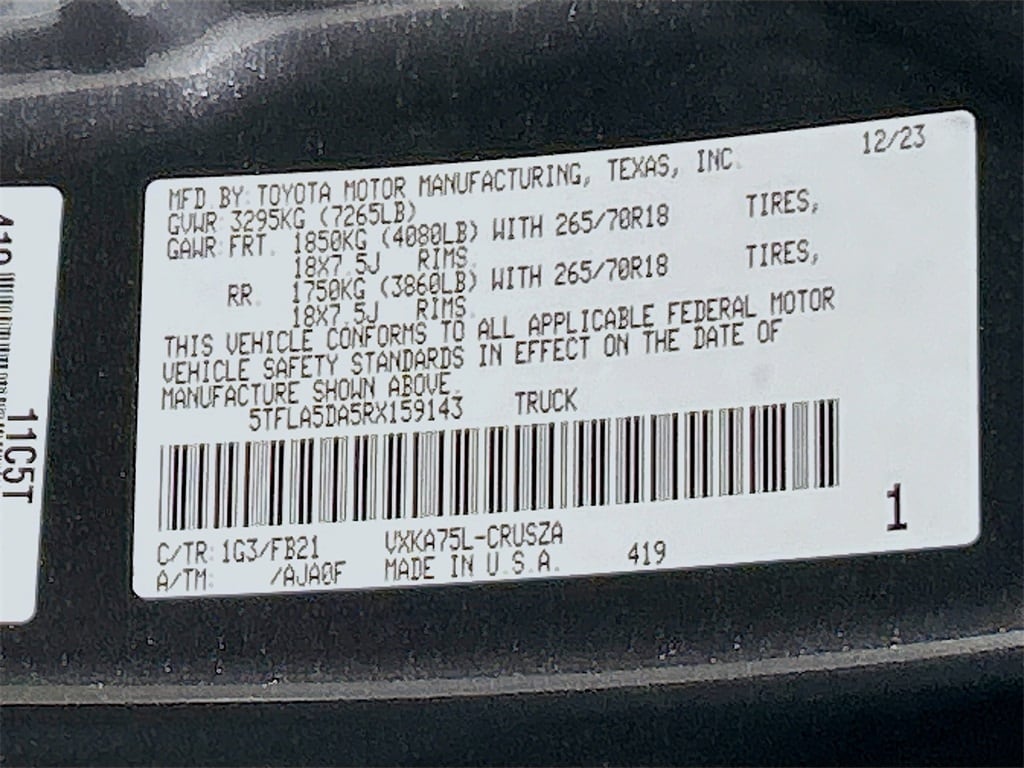 MFD. BY: TOYOTA MOTOR MANUFACTURING, TEXAS, INC. 12/23
GVWR: 3295KG (7265LB)
GAWR: FRT. 1850KG (4080LB) WITH 265/70R18 TIRES,
18X7.5J RIMS.
RR. 1750KG (3860LB) WITH 265/70R18 TIRES,
18X7.5J RIMS.
THIS VEHICLE CONFORMS TO ALL APPLICABLE FEDERAL MOTOR
VEHICLE SAFETY STANDARDS IN EFFECT ON THE DATE OF
MANUFACTURE SHOWN ABOVE.
5TFLA5DA5RX159143 TRUCK
1
C/TR: 1G3/FB21 VXKA75L-CRUSZA
A/TM: /AJA0F MADE IN U.S.A. 419
11C5T